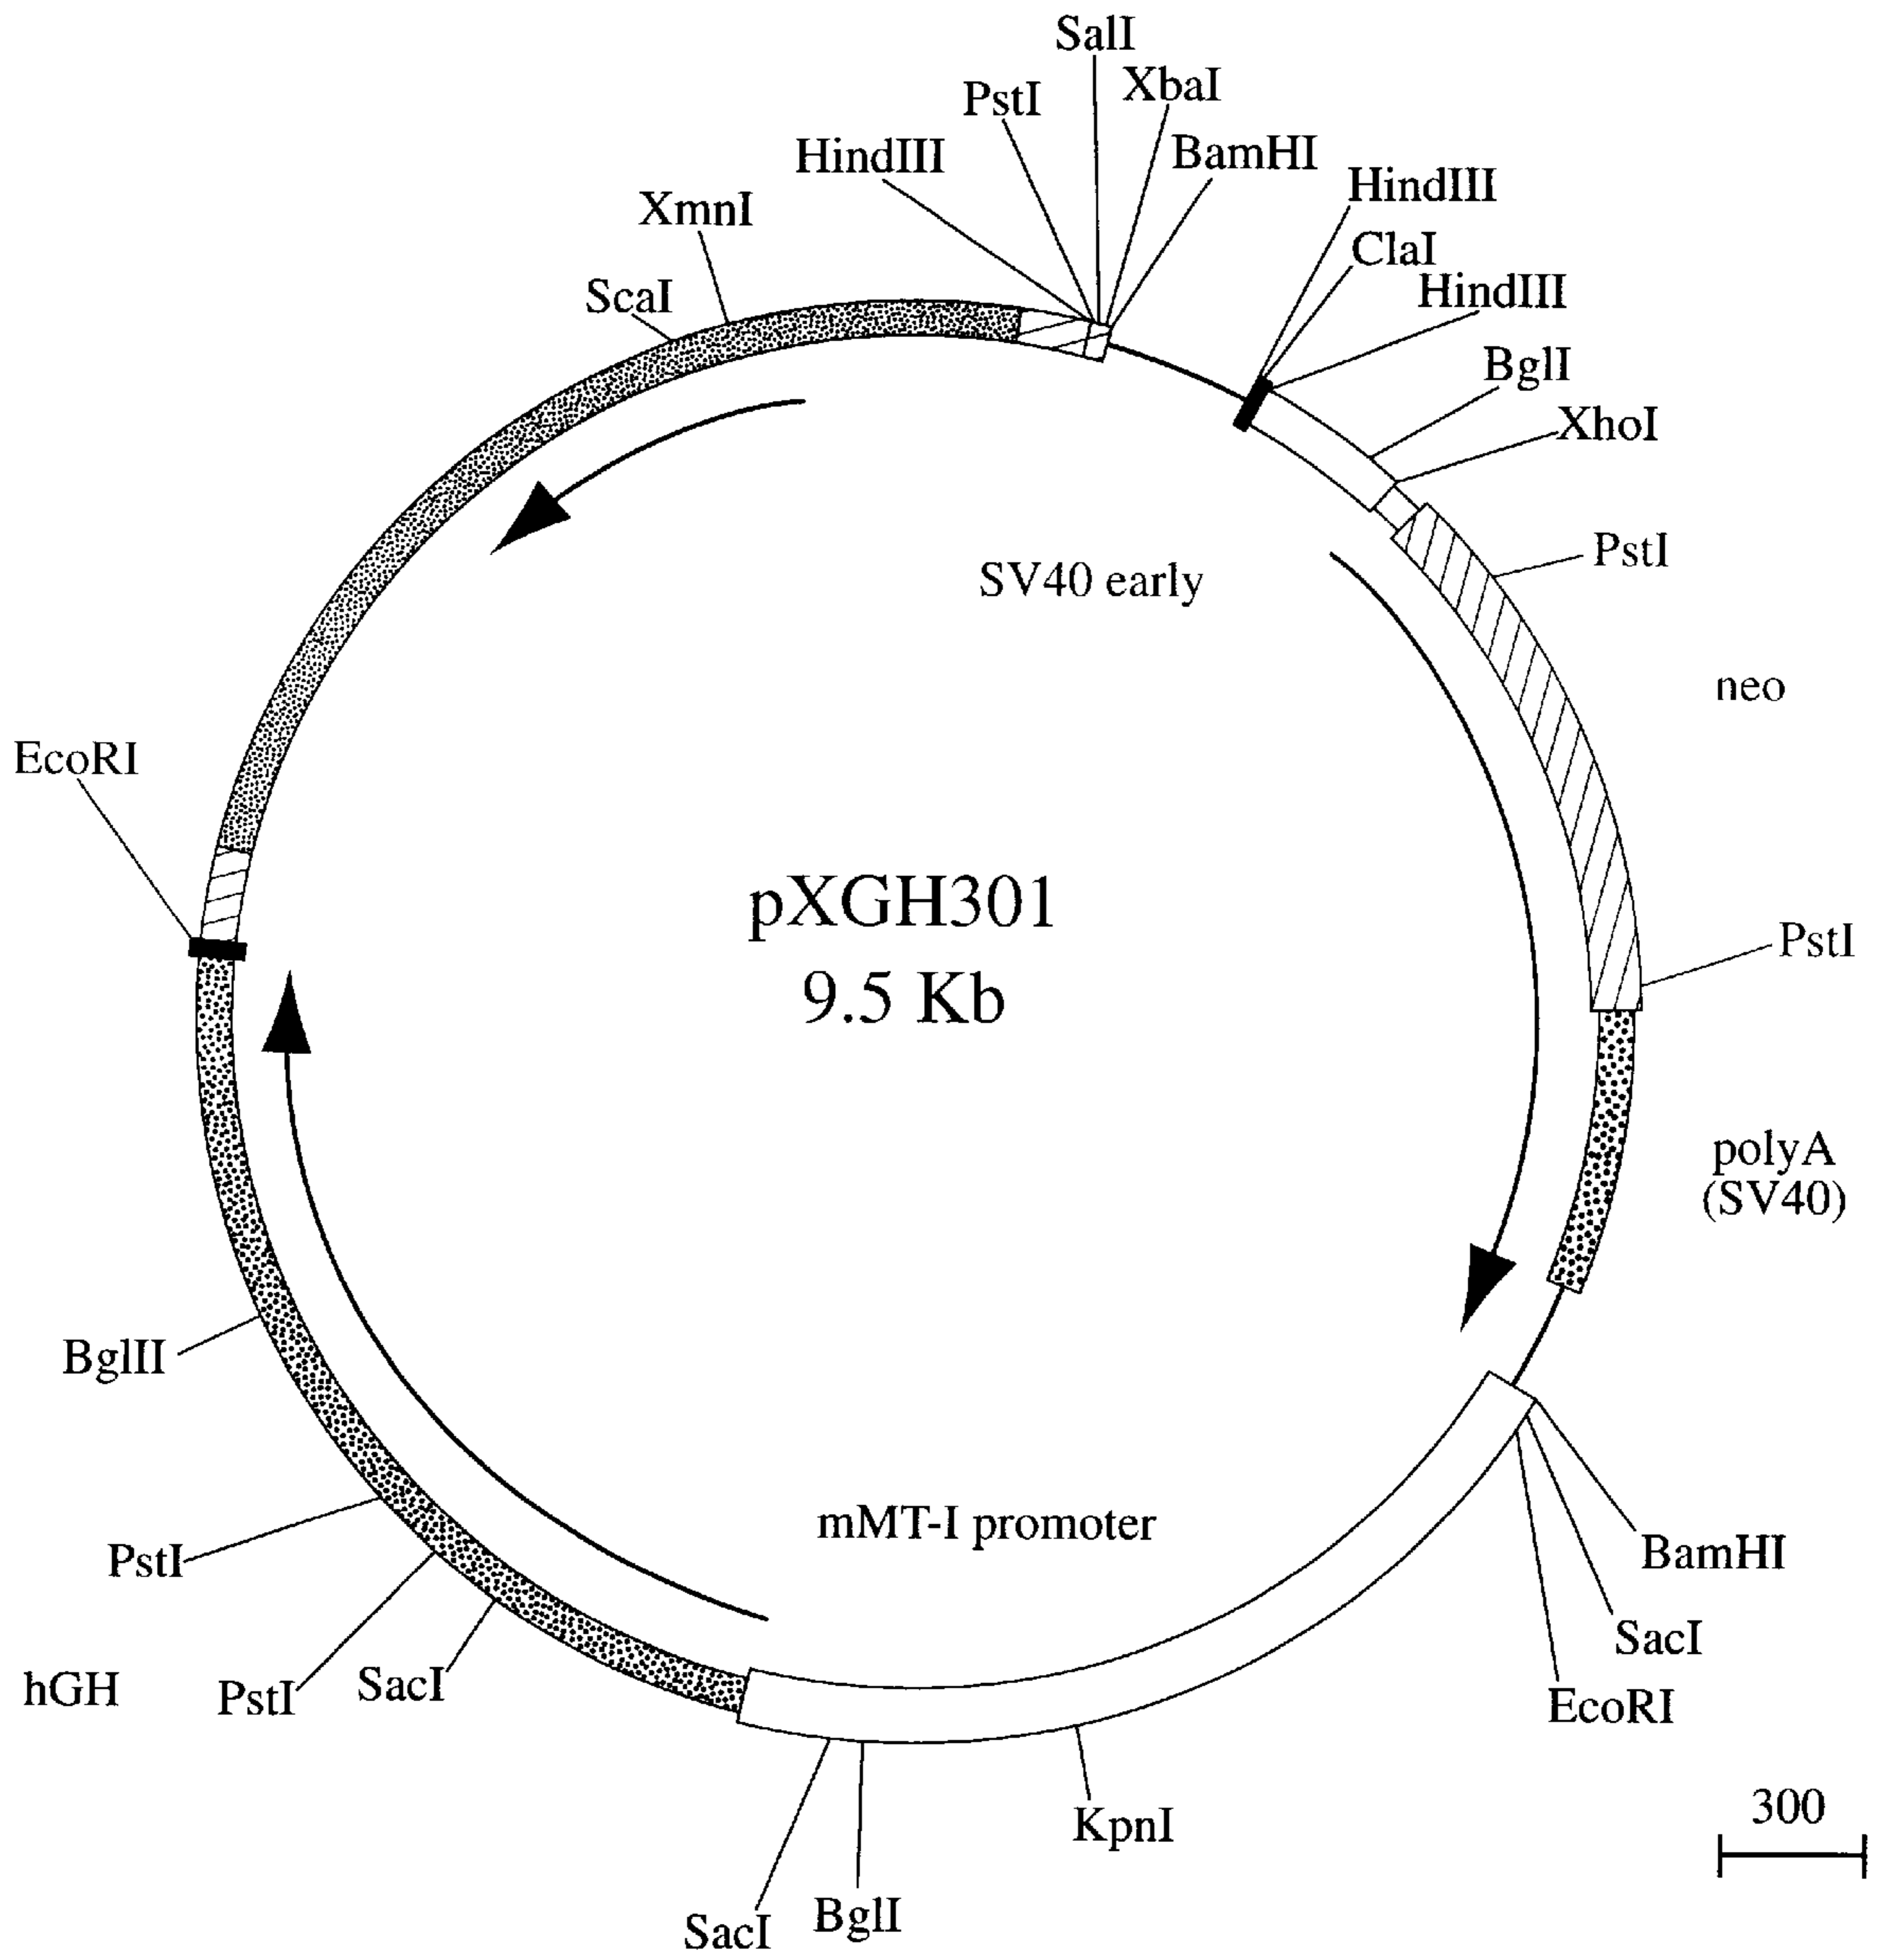 SalI
PstI
XbaI
HindIII
BamHI
XmnI
HindIII
ScaI
ClaI
HindIII
BglI
XhoI
PstI
SV40 early
neo
EcoRI
pXGH301
9.5 Kb
PstI
polyA
(SV40)
BglII
mMT-I promoter
BamHI
PstI
SacI
hGH
PstI
SacI
EcoRI
KpnI
300
SacI
BglI